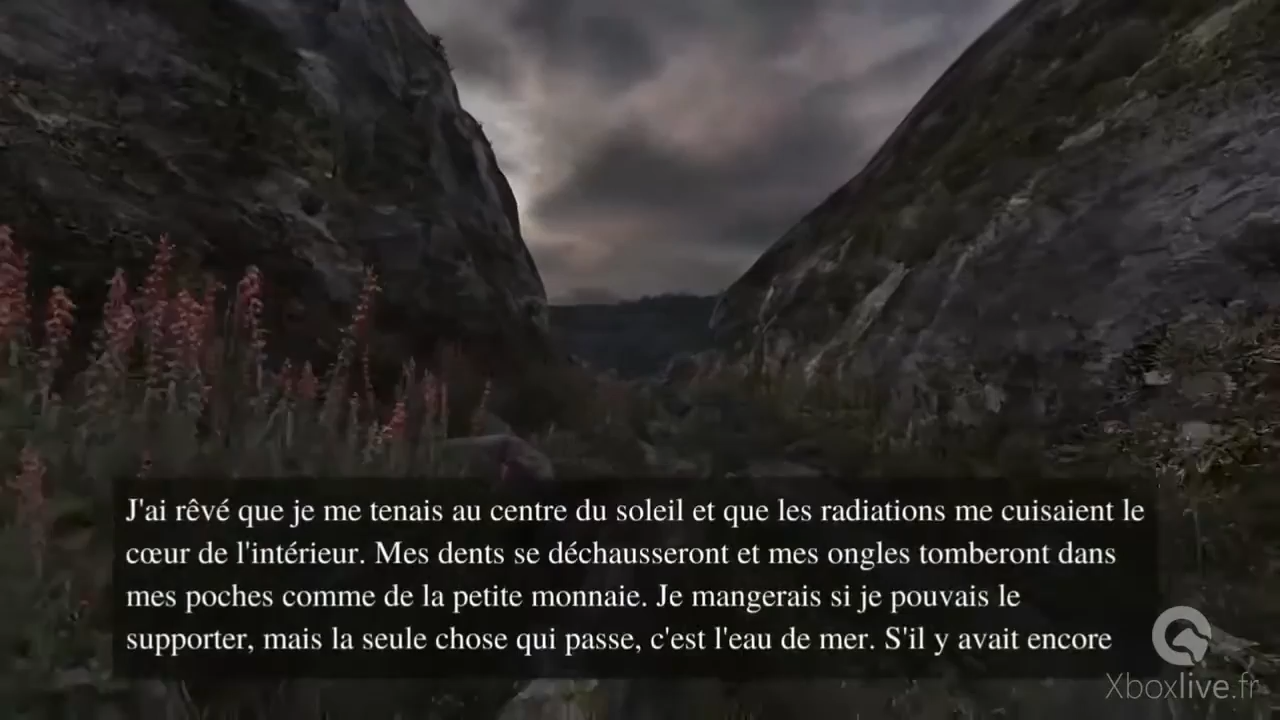 J'ai rêvé que je me tenais au centre du soleil et que les radiations me cuisaient le
cœur de l'intérieur. Mes dents se déchausseront et mes ongles tomberont dans
mes poches comme de la petite monnaie. Je mangerais si je pouvais le
supporter, mais la seule chose qui passe, c'est l'eau de mer. S'il y avait encore
Xboxlive.fr